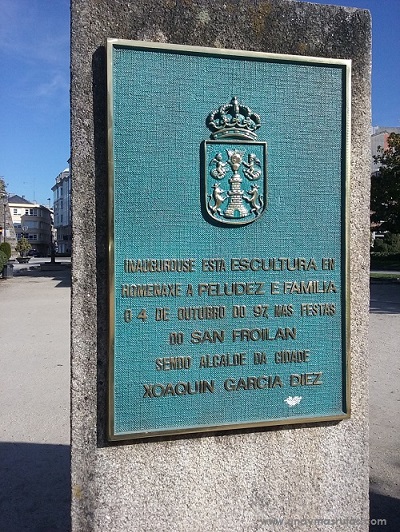 INAUGUROUSE ESTA ESCULTURA EN
HOMENAXE A PELUDEZ E FAMILIA
O 4 DE OUTUBRO DO 97, NAS FESTAS
DO SAN FROILAN
SENDO ALCALDE DA CIDADE
XOAQUIN GARCIA DIEZ